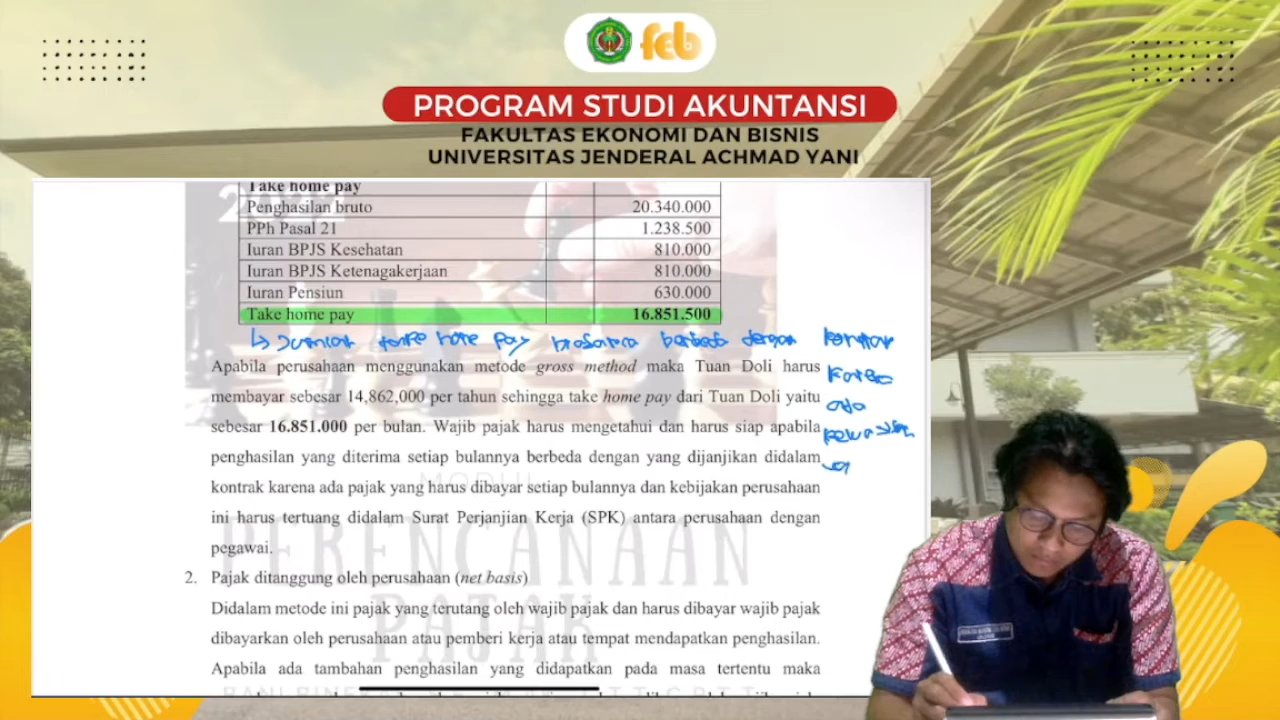 feb
PROGRAM STUDI AKUNTANSI
FAKULTAS EKONOMI DAN BISNIS
UNIVERSITAS JENDERAL ACHMAD YANI
Take home pay
Penghasilan bruto 20.340.000
PPh Pasal 21 1.238.500
Iuran BPJS Kesehatan 810.000
Iuran BPJS Ketenagakerjaan 810.000
Iuran Pensiun 630.000
Take home pay 16.851.500
take home pay berbeda dengan
Apabila perusahaan menggunakan metode gross method maka Tuan Doli harus
membayar sebesar 14,862,000 per tahun sehingga take home pay dari Tuan Doli yaitu
sebesar 16.851.000 per bulan. Wajib pajak harus mengetahui dan harus siap apabila
penghasilan yang diterima setiap bulannya berbeda dengan yang dijanjikan didalam
kontrak karena ada pajak yang harus dibayar setiap bulannya dan kebijakan perusahaan
ini harus tertuang didalam Surat Perjanjian Kerja (SPK) antara perusahaan dengan
pegawai.
ada
MODUL
PERENCANAAN
PAJAK
2. Pajak ditanggung oleh perusahaan (net basis)
Didalam metode ini pajak yang terutang oleh wajib pajak dan harus dibayar wajib pajak
dibayarkan oleh perusahaan atau pemberi kerja atau tempat mendapatkan penghasilan.
Apabila ada tambahan penghasilan yang didapatkan pada masa tertentu maka